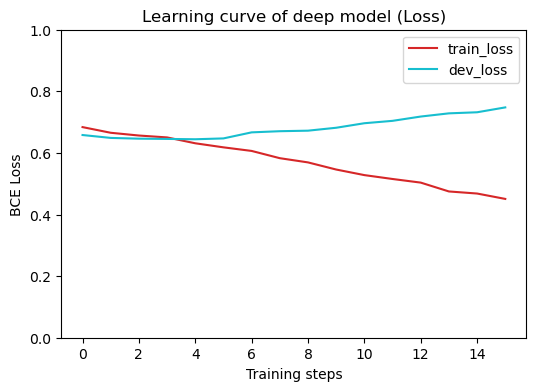 Learning curve of deep model (Loss)
train_loss
dev_loss
BCE Loss
1.0
0.8
0.6
0.4
0.2
0.0
0 2 4 6 8 10 12 14
Training steps